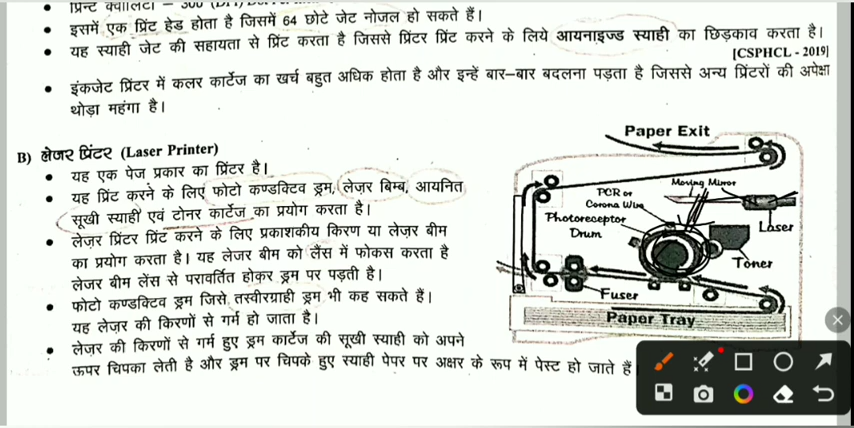 प्रिन्ट क्वालिटी – 300
इसमें एक प्रिंट हेड होता है जिसमें 64 छोटे जेट नोजल हो सकते हैं।
यह स्याही जेट की सहायता से प्रिंट करता है जिससे प्रिंटर प्रिंट करने के लिये आयनाइज्ड स्याही का छिड़काव करता है।
[CSPHCL - 2019]
इंकजेट प्रिंटर में कलर कार्टेज का खर्च बहुत अधिक होता है और इन्हें बार–बार बदलना पड़ता है जिससे अन्य प्रिंटरों की अपेक्षा
थोड़ा महंगा है।
B) लेजर प्रिंटर (Laser Printer)
यह एक पेज प्रकार का प्रिंटर है।
यह प्रिंट करने के लिए फोटो कण्डक्टिव ड्रम, लेज़र बिम्ब, आयनित
सूखी स्याहीं एवं टोनर कार्टेज का प्रयोग करता है।
लेज़र प्रिंटर प्रिंट करने के लिए प्रकाशकीय किरण या लेज़र बीम
का प्रयोग करता है। यह लेजर बीम को लैंस में फोकस करता है
लेजर बीम लेंस से परावर्तित होकर ड्रम पर पड़ती है।
फोटो कण्डक्टिव ड्रम जिसे तस्वीरग्राही ड्रम भी कह सकते हैं।
यह लेज़र की किरणों से गर्म हो जाता है।
लेज़र की किरणों से गर्म हुए ड्रम कार्टेज की सूखी स्याही को अपने
ऊपर चिपका लेती है और ड्रम पर चिपके हुए स्याही पेपर पर अक्षर के रूप में पेस्ट हो जाते हैं
Paper Exit
Moving Mirror
PCR or
Corona Wire
Photoreceptor
Drum
Laser
Toner
Fuser
Paper Tray